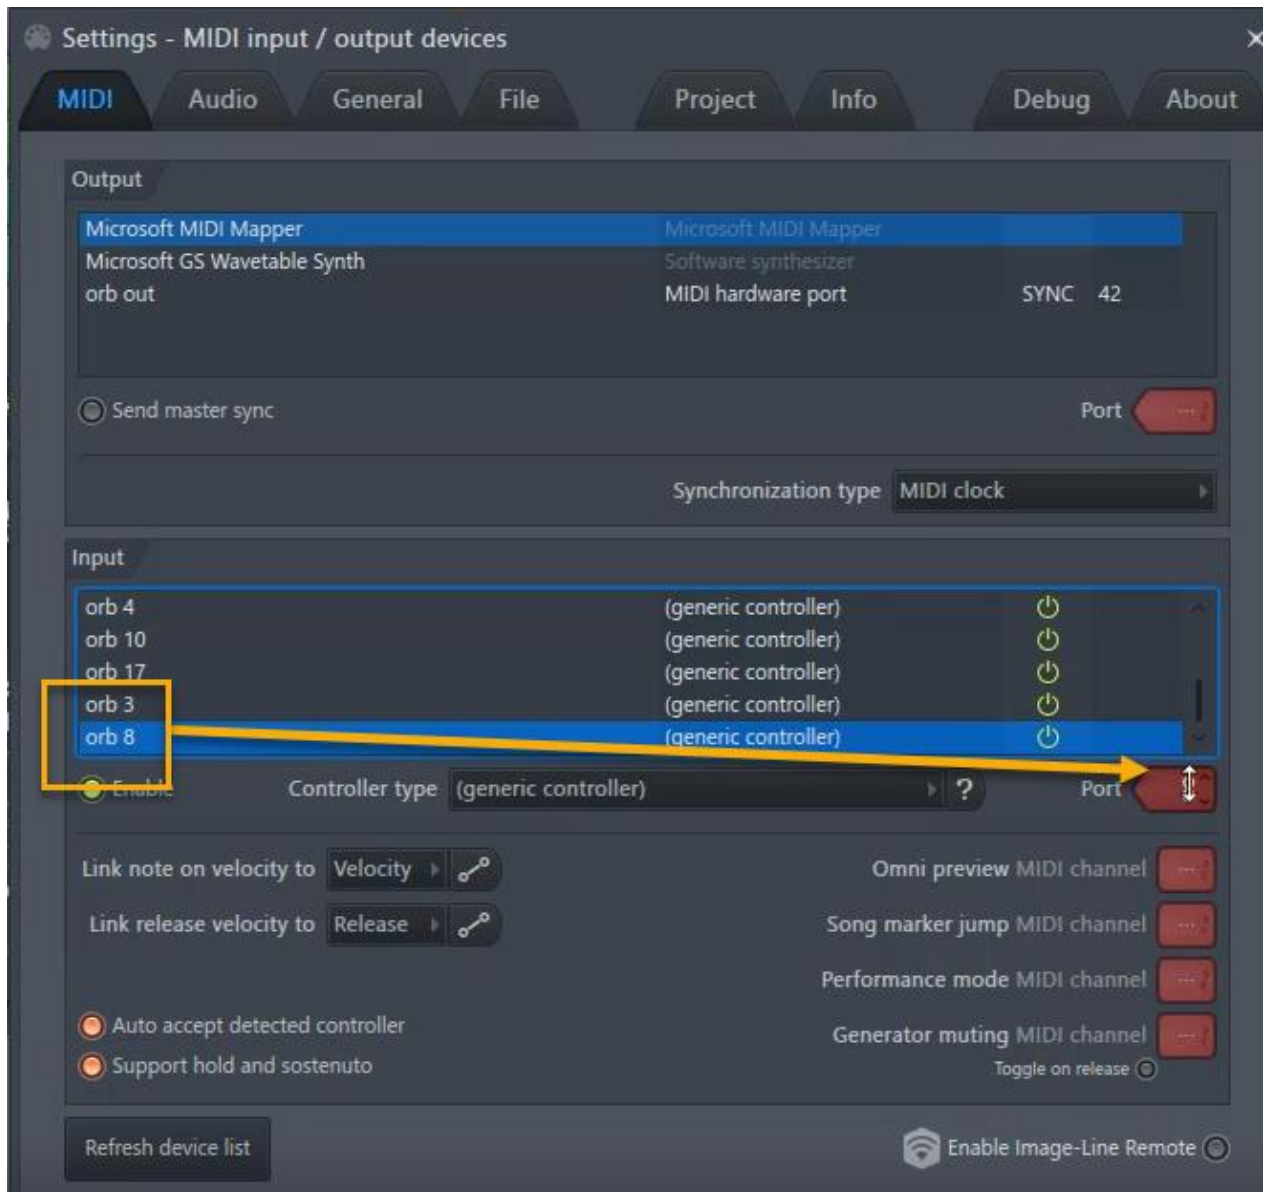 Settings - MIDI input / output devices
MIDI Audio General File Project Info Debug About
Output
Microsoft MIDI Mapper Microsoft MIDI Mapper
Microsoft GS Wavetable Synth Software synthesizer
orb out MIDI hardware port SYNC 42
Send master sync Port ---
Synchronization type MIDI clock
Input
orb 4 (generic controller)
orb 10 (generic controller)
orb 17 (generic controller)
orb 3 (generic controller)
orb 8 (generic controller)
Enable Controller type (generic controller) ? Port
Link note on velocity to Velocity Omni preview MIDI channel ---
Link release velocity to Release Song marker jump MIDI channel ---
Performance mode MIDI channel ---
Auto accept detected controller Generator muting MIDI channel ---
Support hold and sostenuto Toggle on release
Refresh device list Enable Image-Line Remote